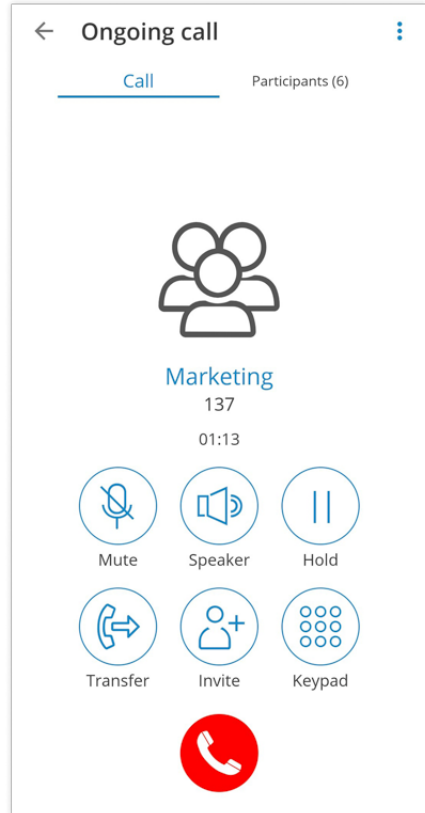 Ongoing call
Call Participants (6)
Marketing
137
01:13
Mute Speaker Hold
Transfer Invite Keypad